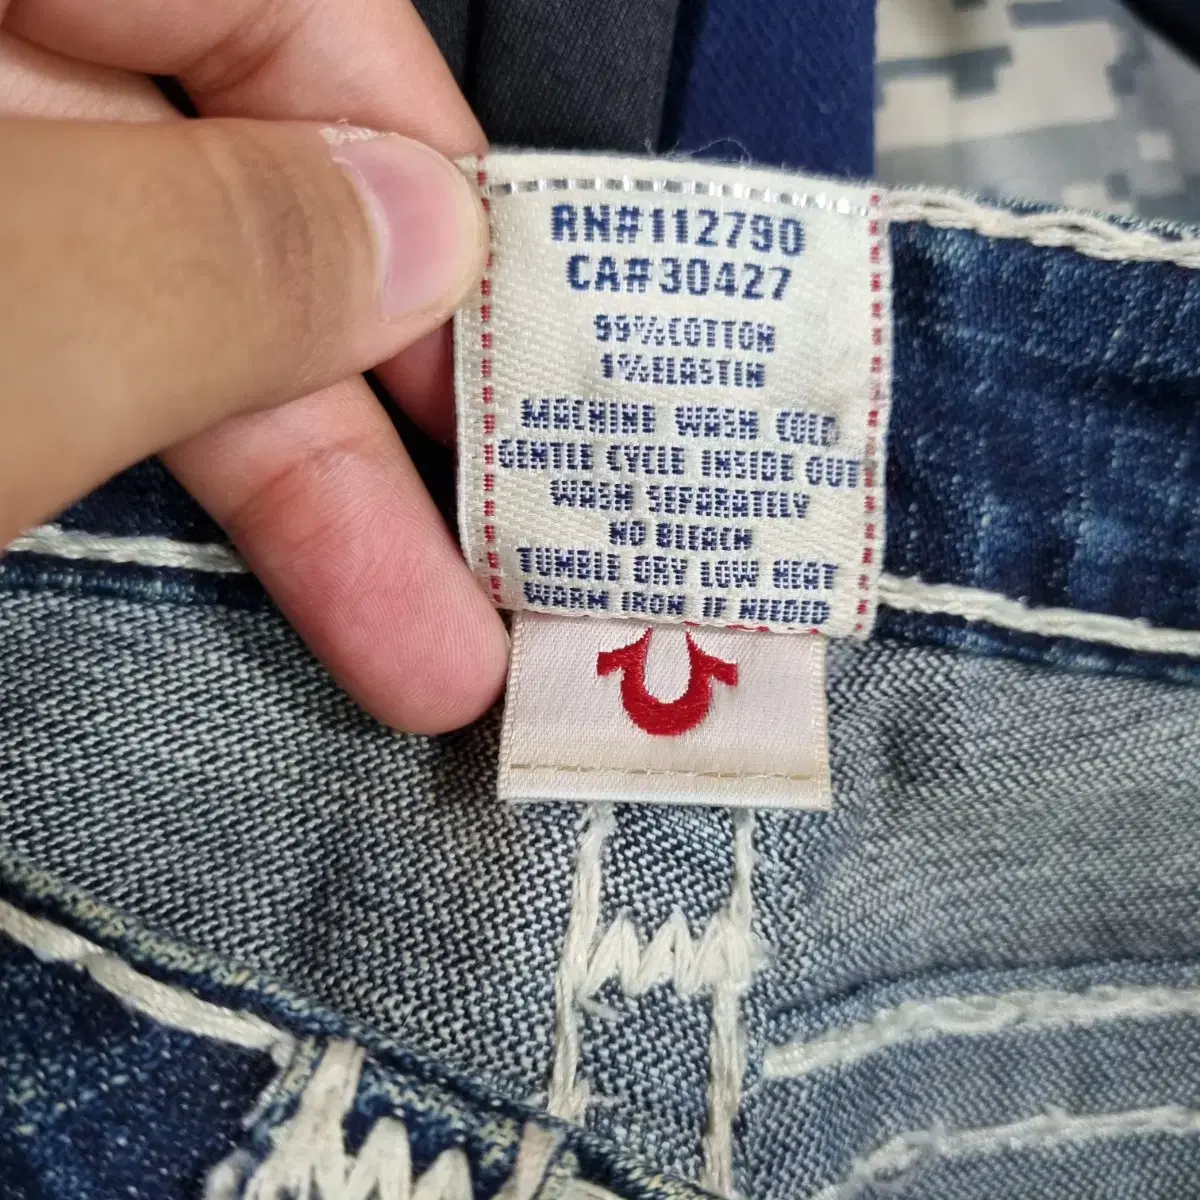 RN#112790
CA#30427
99%COTTON
1%ELASTIN
MACHINE WASH COLD
GENTLE CYCLE INSIDE OUT
WASH SEPARATELY
NO BLEACH
TUMBLE DRY LOW HEAT
WARM IRON IF NEEDED